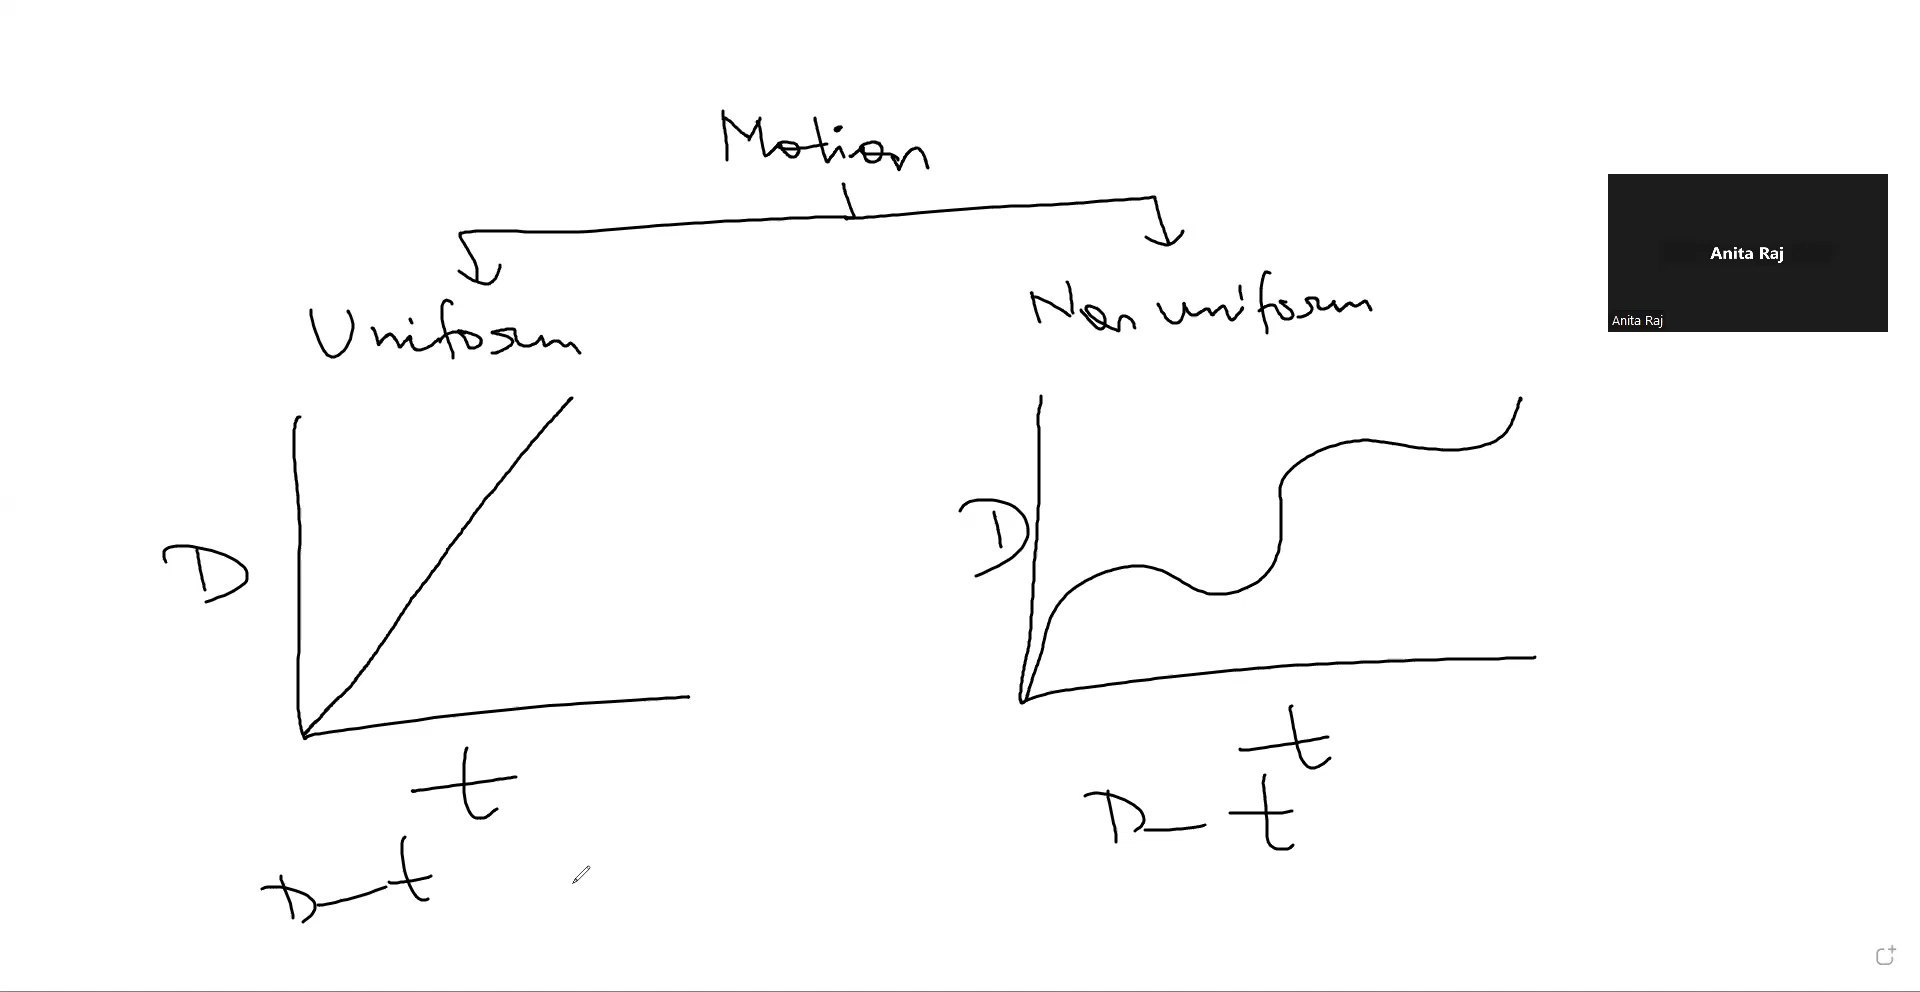 Motion
Uniform
Non uniform
D
t
D-t
D
t
D-t
Anita Raj
Anita Raj